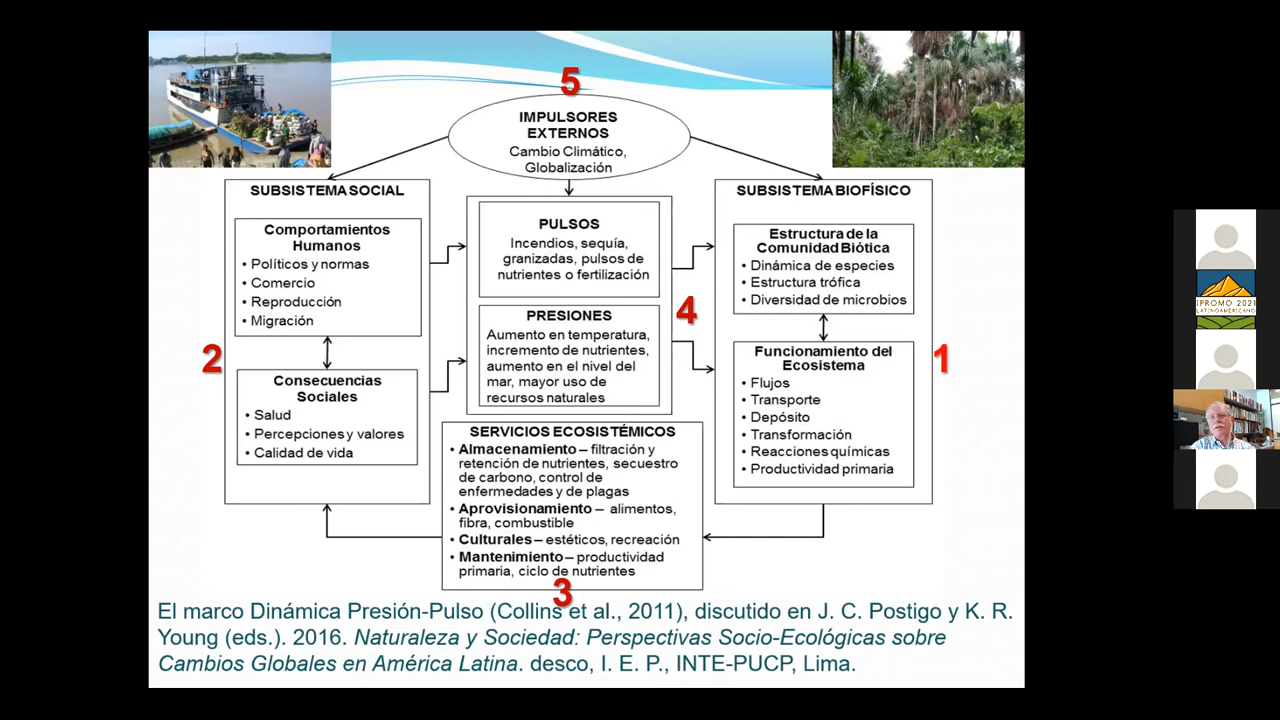 5
IMPULSORES
EXTERNOS
Cambio Climático,
Globalización
SUBSISTEMA SOCIAL
Comportamientos
Humanos
• Políticos y normas
• Comercio
• Reproducción
• Migración
2
Consecuencias
Sociales
• Salud
• Percepciones y valores
• Calidad de vida
PULSOS
Incendios, sequía,
granizadas, pulsos de
nutrientes o fertilización
PRESIONES
Aumento en temperatura,
incremento de nutrientes,
aumento en el nivel del
mar, mayor uso de
recursos naturales
4
SUBSISTEMA BIOFÍSICO
Estructura de la
Comunidad Biótica
• Dinámica de especies
• Estructura trófica
• Diversidad de microbios
Funcionamiento del
Ecosistema
• Flujos
• Transporte
• Depósito
• Transformación
• Reacciones químicas
• Productividad primaria
1
SERVICIOS ECOSISTÉMICOS
• Almacenamiento – filtración y
retención de nutrientes, secuestro
de carbono, control de
enfermedades y de plagas
• Aprovisionamiento – alimentos,
fibra, combustible
• Culturales – estéticos, recreación
• Mantenimiento – productividad
primaria, ciclo de nutrientes
3
El marco Dinámica Presión-Pulso (Collins et al., 2011), discutido en J. C. Postigo y K. R.
Young (eds.). 2016. Naturaleza y Sociedad: Perspectivas Socio-Ecológicas sobre
Cambios Globales en América Latina. desco, I. E. P., INTE-PUCP, Lima.
IPROMO 2021
LATINOAMERICANO